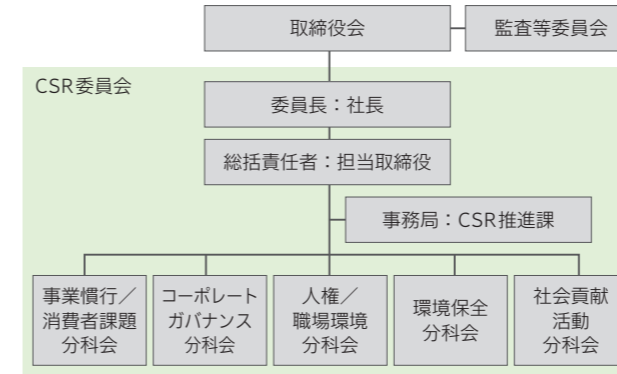 取締役会
監査等委員会
CSR委員会
委員長：社長
総括責任者：担当取締役
事務局：CSR推進課
事業慣行／
消費者課題
分科会
コーポレート
ガバナンス
分科会
人権／
職場環境
分科会
環境保全
分科会
社会貢献
活動
分科会